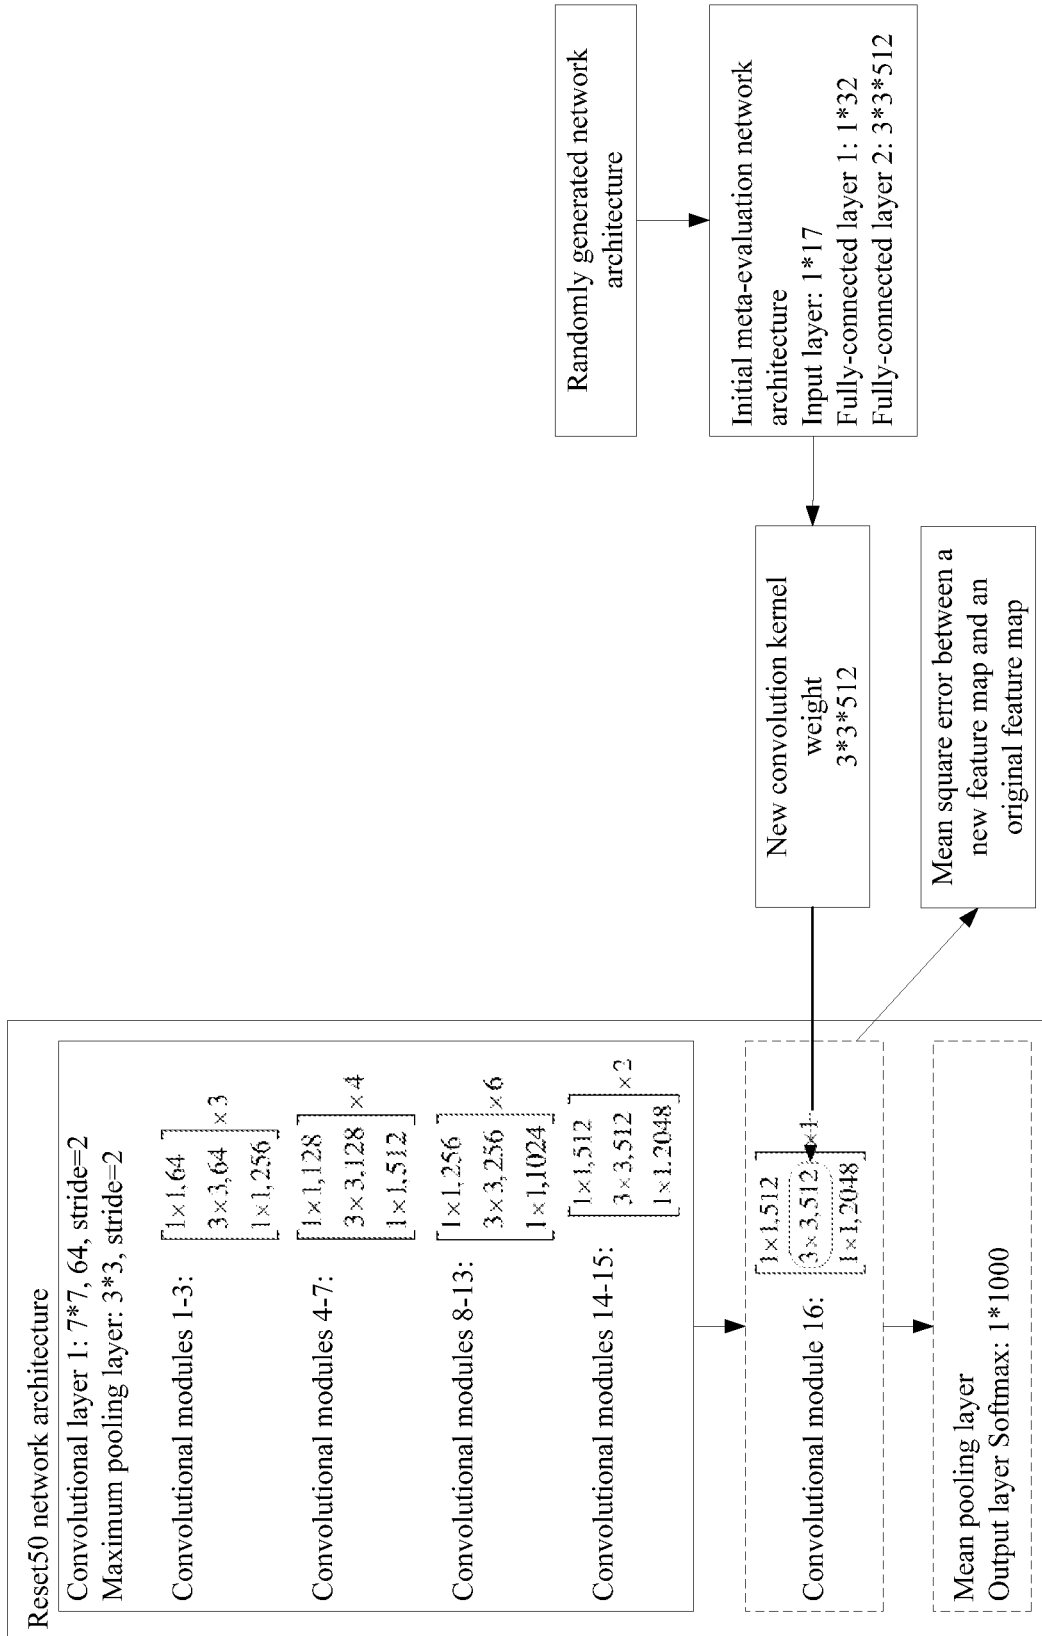 Reset50 network architecture
Convolutional layer 1: 7*7, 64, stride=2
Maximum pooling layer: 3*3, stride=2
Convolutional modules 1-3:
1×1,64
3×3,64
1×1,256
×3
Convolutional modules 4-7:
1×1,128
3×3,128
1×1,512
×4
Convolutional modules 8-13:
1×1,256
3×3,256
1×1,1024
×6
Convolutional modules 14-15:
1×1,512
3×3,512
1×1,2048
×2
Convolutional module 16:
1×1,512
3×3,512
1×1,2048
×1
Mean pooling layer
Output layer Softmax: 1*1000
New convolution kernel
weight
3*3*512
Mean square error between a
new feature map and an
original feature map
Randomly generated network
architecture
Initial meta-evaluation network
architecture
Input layer: 1*17
Fully-connected layer 1: 1*32
Fully-connected layer 2: 3*3*512